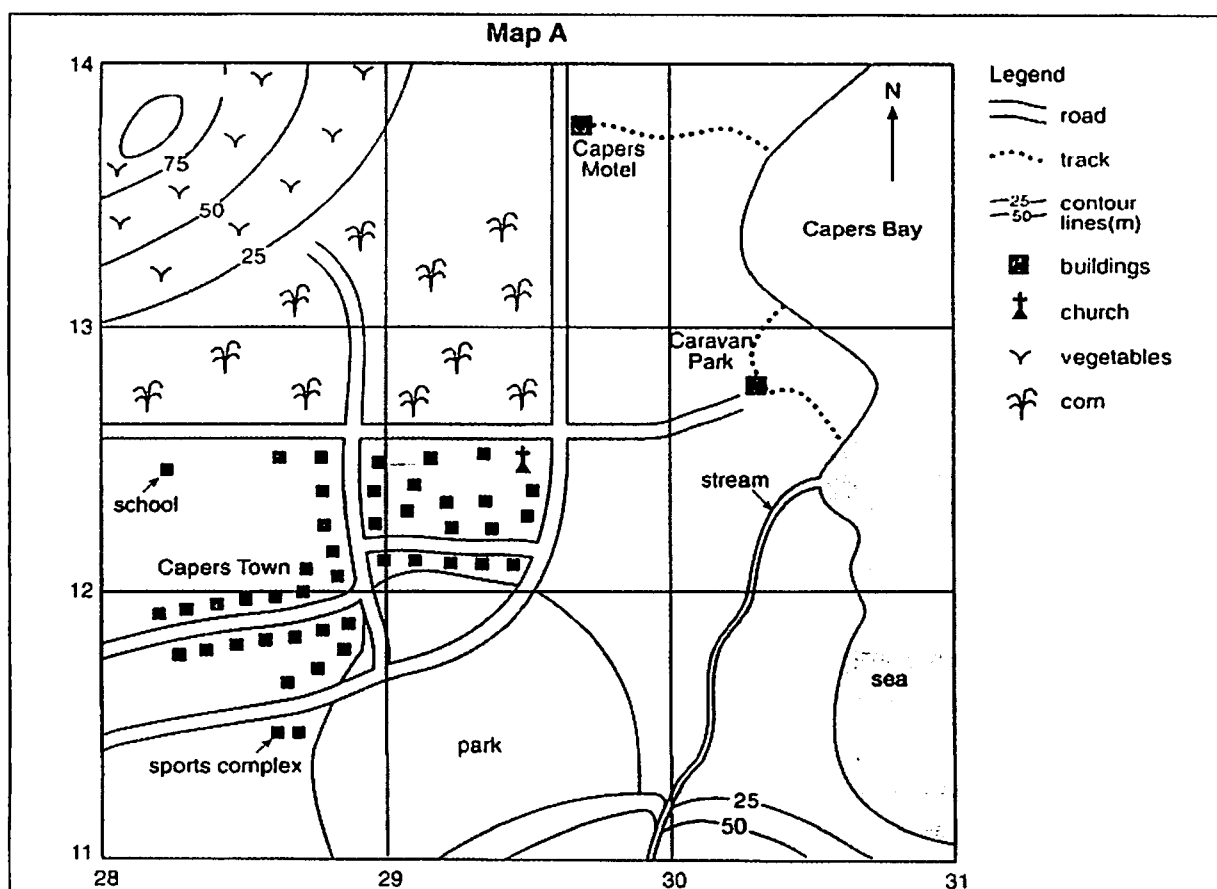 Map A
14
13
12
11
28
29
30
31
75
50
25
Capers
Motel
N
Capers Bay
Caravan
Park
school
stream
Capers Town
sports complex
park
sea
25
50
Legend
road
track
25
50
contour
lines(m)
buildings
church
vegetables
corn